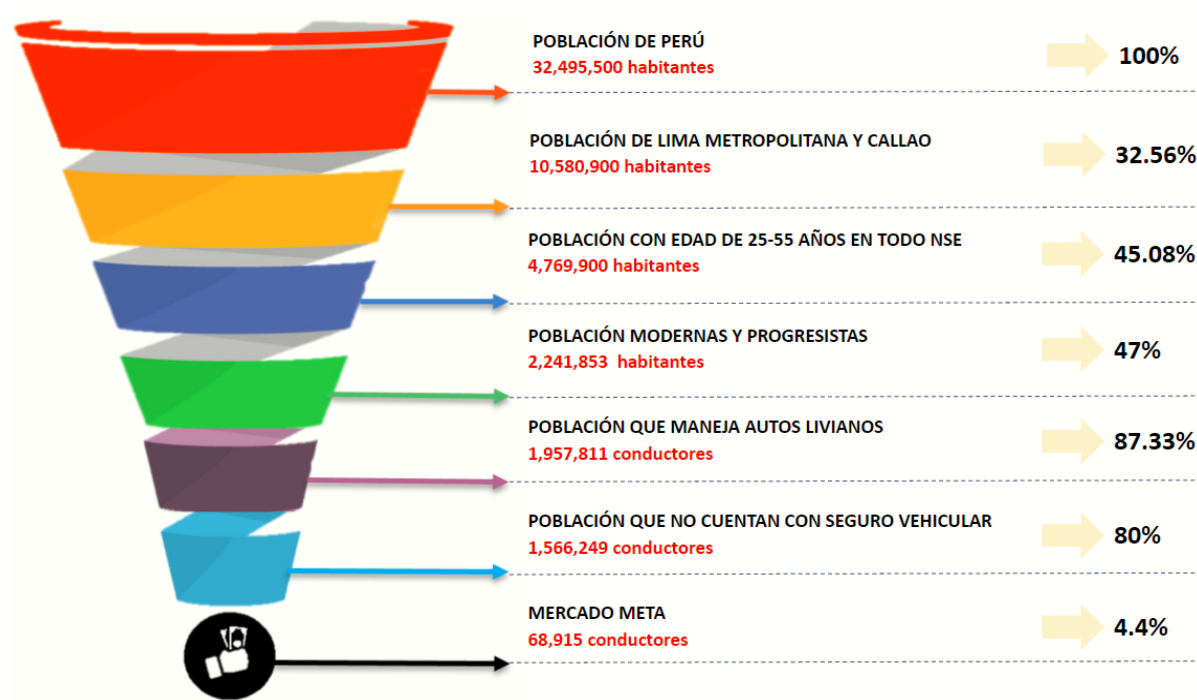 POBLACIÓN DE PERÚ
32,495,500 habitantes
100%
POBLACIÓN DE LIMA METROPOLITANA Y CALLAO
10,580,900 habitantes
32.56%
POBLACIÓN CON EDAD DE 25-55 AÑOS EN TODO NSE
4,769,900 habitantes
45.08%
POBLACIÓN MODERNAS Y PROGRESISTAS
2,241,853 habitantes
47%
POBLACIÓN QUE MANEJA AUTOS LIVIANOS
1,957,811 conductores
87.33%
POBLACIÓN QUE NO CUENTAN CON SEGURO VEHICULAR
1,566,249 conductores
80%
MERCADO META
68,915 conductores
4.4%